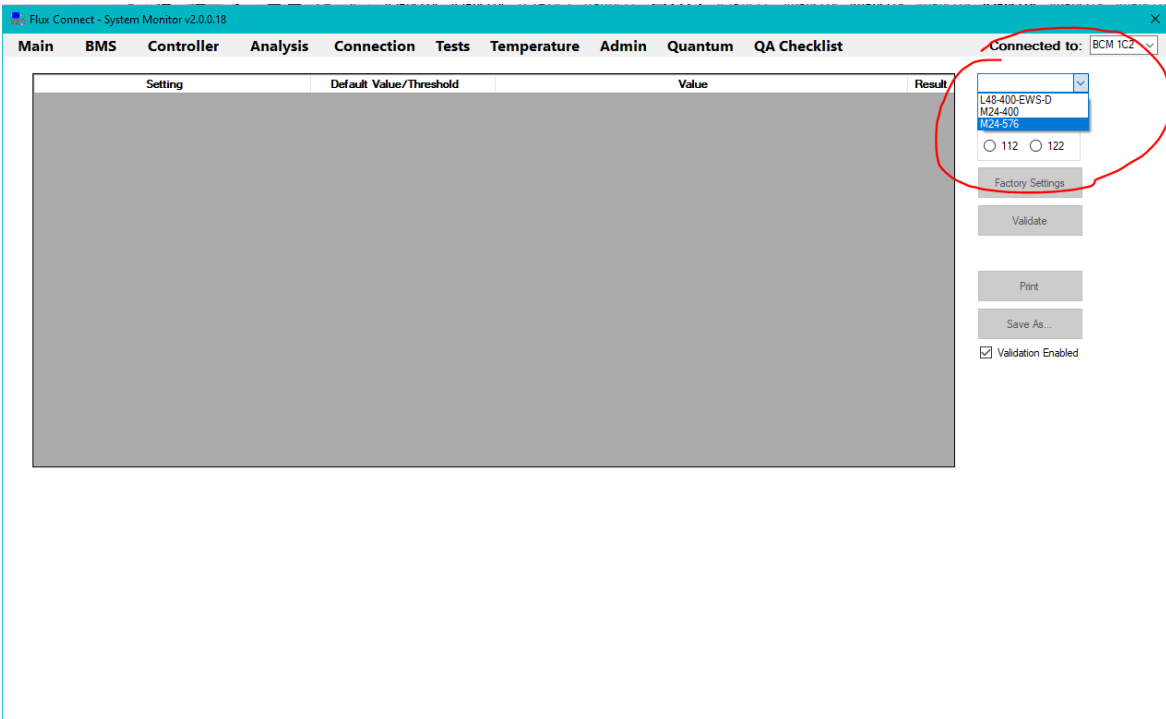 Flux Connect - System Monitor v2.0.0.18
Main BMS Controller Analysis Connection Tests Temperature Admin Quantum QA Checklist Connected to: BCM 1C2
Setting Default Value/Threshold Value Result
L48-400-EWS-D
M24-400
M24-576
112 122
Factory Settings
Validate
Print
Save As...
Validation Enabled